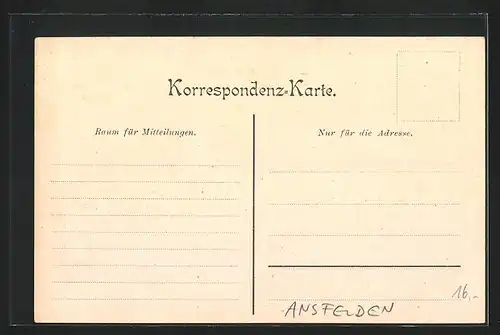 Korrespondenz-Karte.
Raum für Mitteilungen.
Nur für die Adresse.
16,-
ANSFELDEN